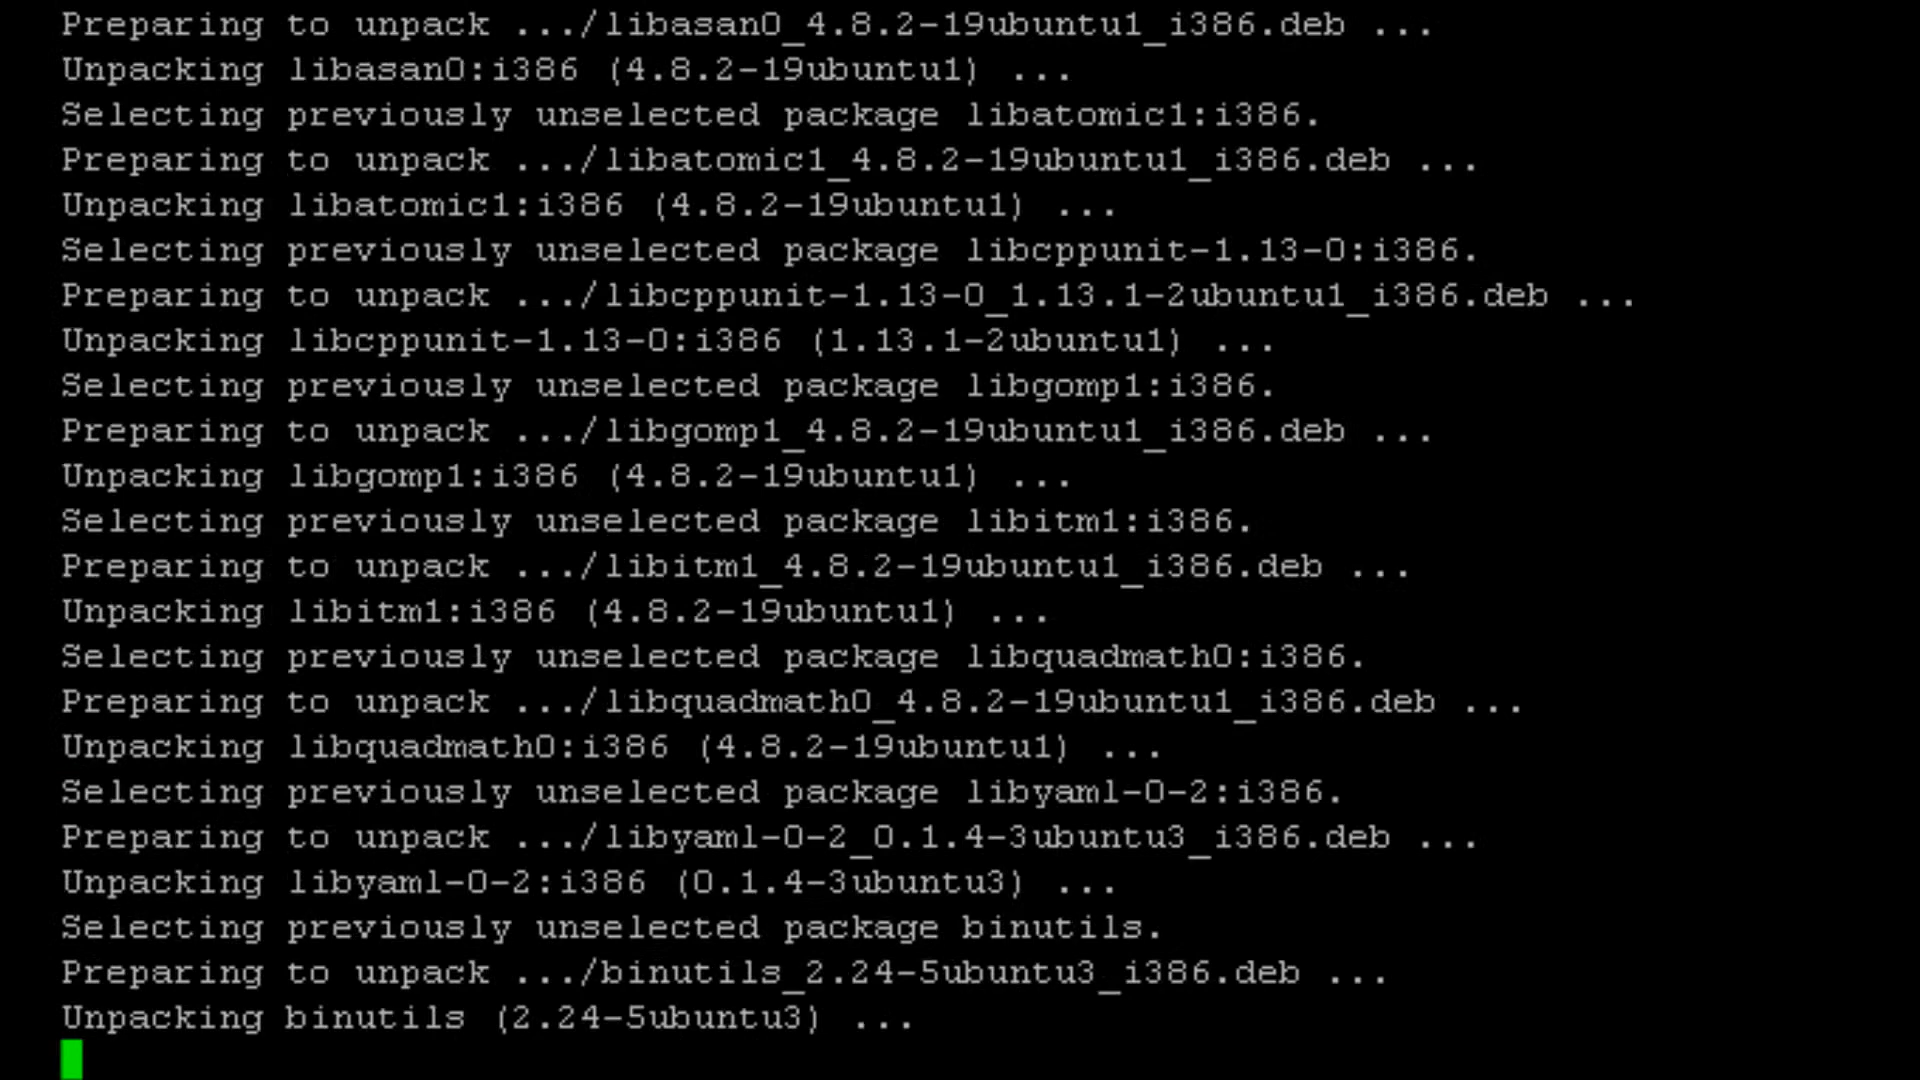 Preparing to unpack .../libasan0_4.8.2-19ubuntu1_i386.deb ...
Unpacking libasan0:i386 (4.8.2-19ubuntu1) ...
Selecting previously unselected package libatomic1:i386.
Preparing to unpack .../libatomic1_4.8.2-19ubuntu1_i386.deb ...
Unpacking libatomic1:i386 (4.8.2-19ubuntu1) ...
Selecting previously unselected package libcppunit-1.13-0:i386.
Preparing to unpack .../libcppunit-1.13-0_1.13.1-2ubuntu1_i386.deb ...
Unpacking libcppunit-1.13-0:i386 (1.13.1-2ubuntu1) ...
Selecting previously unselected package libgomp1:i386.
Preparing to unpack .../libgomp1_4.8.2-19ubuntu1_i386.deb ...
Unpacking libgomp1:i386 (4.8.2-19ubuntu1) ...
Selecting previously unselected package libitm1:i386.
Preparing to unpack .../libitm1_4.8.2-19ubuntu1_i386.deb ...
Unpacking libitm1:i386 (4.8.2-19ubuntu1) ...
Selecting previously unselected package libquadmath0:i386.
Preparing to unpack .../libquadmath0_4.8.2-19ubuntu1_i386.deb ...
Unpacking libquadmath0:i386 (4.8.2-19ubuntu1) ...
Selecting previously unselected package libyaml-0-2:i386.
Preparing to unpack .../libyaml-0-2_0.1.4-3ubuntu3_i386.deb ...
Unpacking libyaml-0-2:i386 (0.1.4-3ubuntu3) ...
Selecting previously unselected package binutils.
Preparing to unpack .../binutils_2.24-5ubuntu3_i386.deb ...
Unpacking binutils (2.24-5ubuntu3) ...